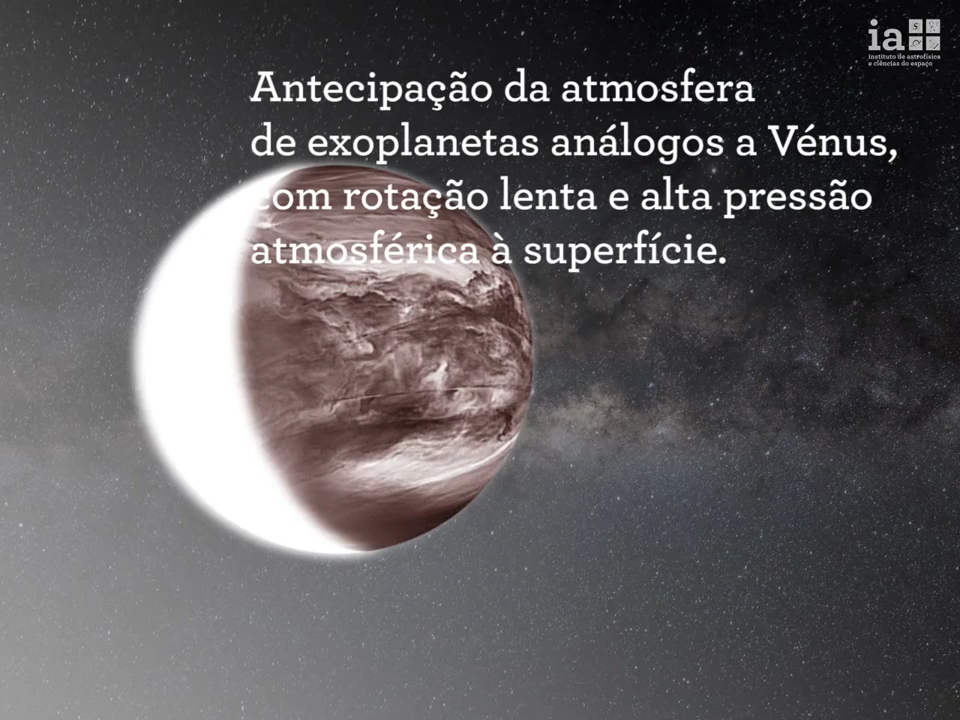 ia
instituto de astrofísica
e ciências do espaço
Antecipação da atmosfera
de exoplanetas análogos a Vénus,
com rotação lenta e alta pressão
atmosférica à superfície.